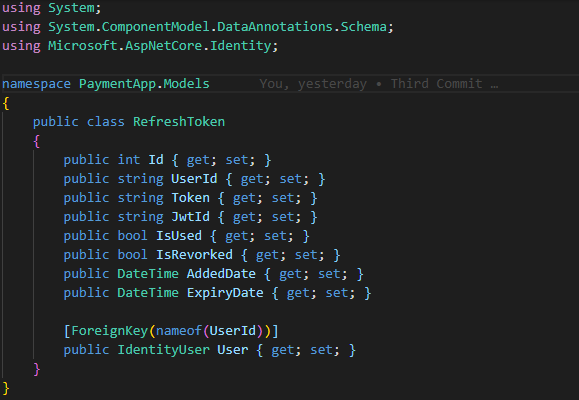 using System;
using System.ComponentModel.DataAnnotations.Schema;
using Microsoft.AspNetCore.Identity;
namespace PaymentApp.Models You, yesterday • Third Commit …
{
public class RefreshToken
{
public int Id { get; set; }
public string UserId { get; set; }
public string Token { get; set; }
public string JwtId { get; set; }
public bool IsUsed { get; set; }
public bool IsRevorked { get; set; }
public DateTime AddedDate { get; set; }
public DateTime ExpiryDate { get; set; }
[ForeignKey(nameof(UserId))]
public IdentityUser User { get; set; }
}
}